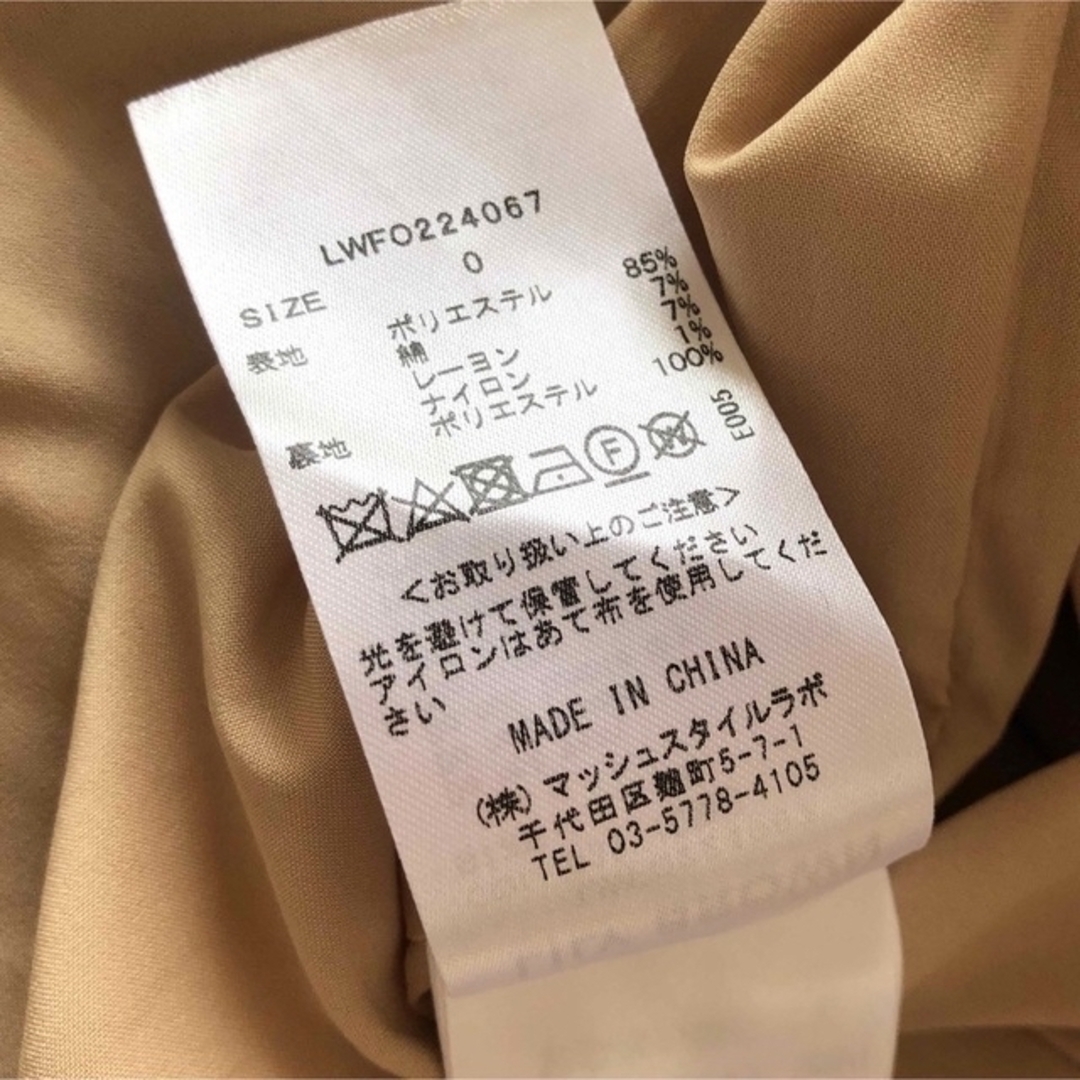 LWFO224067
SIZE 0
表地 ポリエステル 85%
綿 7%
レーヨン 7%
ナイロン 1%
裏地 ポリエステル 100%
F W E005
<お取り扱い上のご注意>
光を避けて保管してください
アイロンはあて布を使用してくだ
さい
MADE IN CHINA
(株)マッシュスタイルラボ
千代田区麹町5-7-1
TEL 03-5778-4105